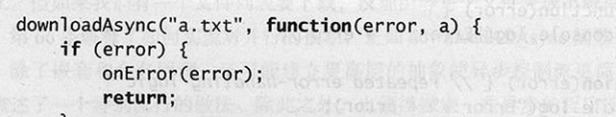 downloadAsync("a.txt", function(error, a) {
if (error) {
onError(error);
return;